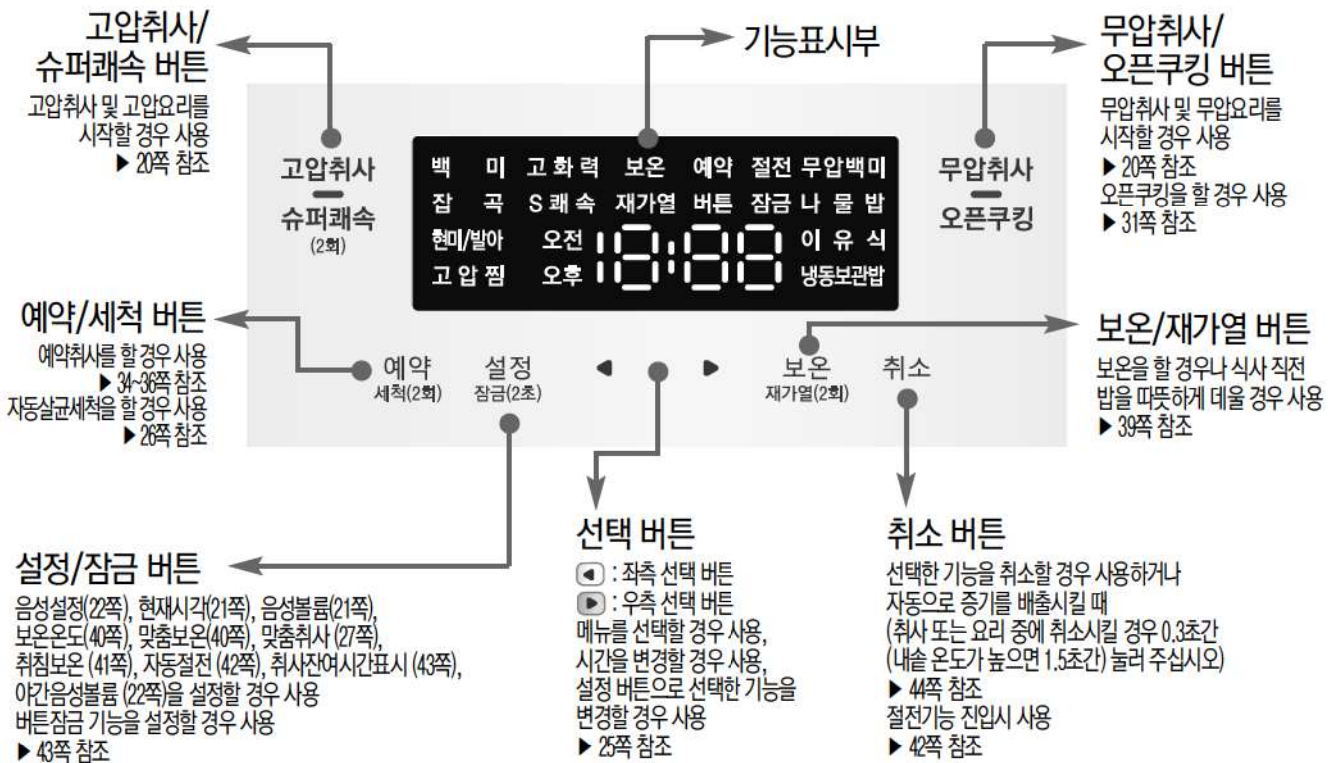 고압취사/
슈퍼쾌속 버튼
고압취사 및 고압요리를
시작할 경우 사용
▶ 20쪽 참조
기능표시부
무압취사/
오픈쿠킹 버튼
무압취사 및 무압요리를
시작할 경우 사용
▶ 20쪽 참조
오픈쿠킹을 할 경우 사용
▶ 31쪽 참조
고압취사
슈퍼쾌속
(2회)
백 미 고 화 력 보온 예약 절전 무압백미
잡 곡 S 쾌 속 재가열 버튼 잠금 나 물 밥
현미/발아 오전 18:88 이 유 식
고 압 찜 오후 냉동보관밥
무압취사
오픈쿠킹
예약/세척 버튼
예약취사를 할 경우 사용
▶ 34~36쪽 참조
자동살균세척을 할 경우 사용
▶ 26쪽 참조
예약 설정 ◀ ▶ 보온 취소
세척(2회) 잠금(2초) 재가열(2회)
보온/재가열 버튼
보온을 할 경우나 식사 직전
밥을 따뜻하게 데울 경우 사용
▶ 39쪽 참조
설정/잠금 버튼
음성설정(22쪽), 현재시각(21쪽), 음성볼륨(21쪽),
보온온도(40쪽), 맞춤보온(40쪽), 맞춤취사 (27쪽),
취침보온 (41쪽), 자동절전 (42쪽), 취사잔여시간표시 (43쪽),
야간음성볼륨 (22쪽)을 설정할 경우 사용
버튼잠금 기능을 설정할 경우 사용
▶ 43쪽 참조
선택 버튼
◀ : 좌측 선택 버튼
▶ : 우측 선택 버튼
메뉴를 선택할 경우 사용,
시간을 변경할 경우 사용,
설정 버튼으로 선택한 기능을
변경할 경우 사용
▶ 25쪽 참조
취소 버튼
선택한 기능을 취소할 경우 사용하거나
자동으로 증기를 배출시킬 때
(취사 또는 요리 중에 취소시킬 경우 0.3초간
(내솥 온도가 높으면 1.5초간) 눌러 주십시오)
▶ 44쪽 참조
절전기능 진입시 사용
▶ 42쪽 참조